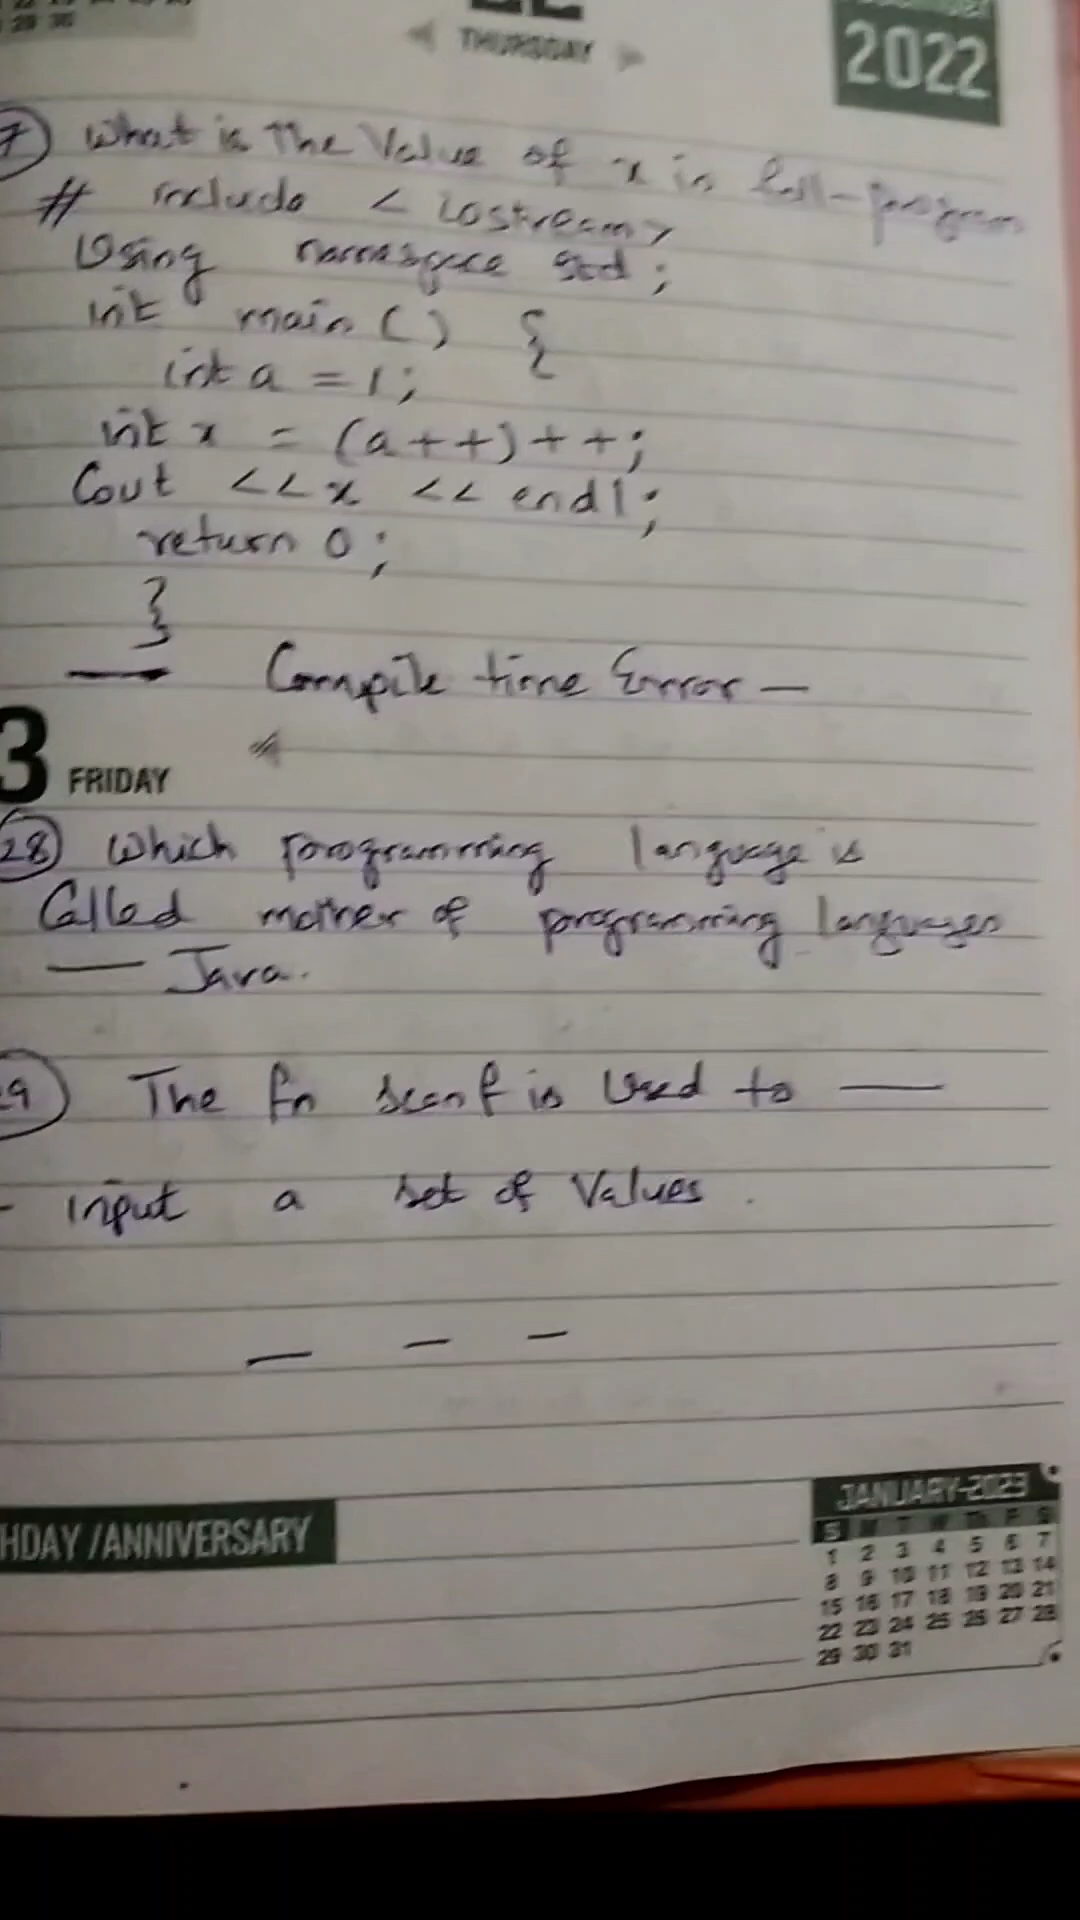 29 30
THURSDAY
2022
7) What is The Value of x in foll-program
# include < iostream>
Using namespace std ;
int main ( ) {
int a = 1 ;
int x = (a + +) + + ;
Cout << x << endl ;
return 0 ;
}
— Compile time Error —
3 FRIDAY
28) Which programming language is
Called mother of programming languages
— Java.
29) The fn scanf is Used to —
- input a set of Values .
— — —
JANUARY-2023
HDAY /ANNIVERSARY
S M T W Th F S
1 2 3 4 5 6 7
8 9 10 11 12 13 14
15 16 17 18 19 20 21
22 23 24 25 26 27 28
29 30 31